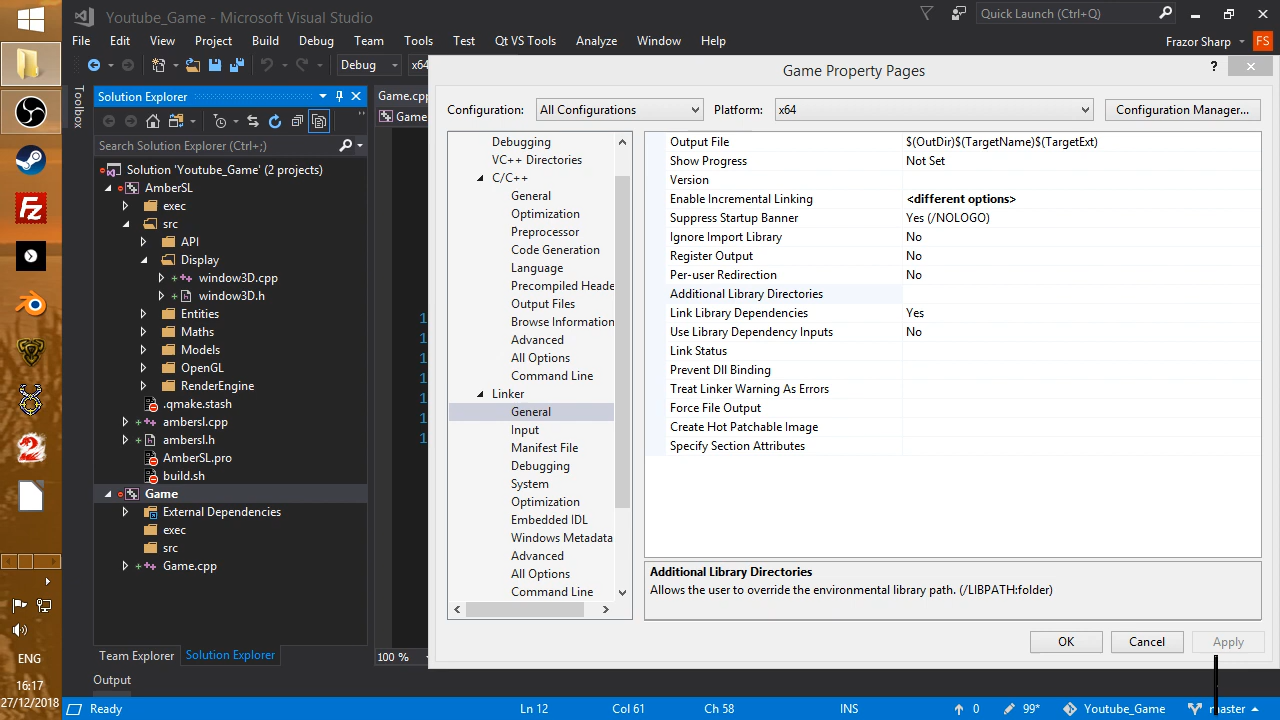 Youtube_Game - Microsoft Visual Studio
Quick Launch (Ctrl+Q)
File Edit View Project Build Debug Team Tools Test Qt VS Tools Analyze Window Help
Frazor Sharp FS
Debug x64
Toolbox
Solution Explorer
Search Solution Explorer (Ctrl+;)
Solution 'Youtube_Game' (2 projects)
AmberSL
exec
src
API
Display
window3D.cpp
window3D.h
Entities
Maths
Models
OpenGL
RenderEngine
.qmake.stash
ambersl.cpp
ambersl.h
AmberSL.pro
build.sh
Game
External Dependencies
exec
src
Game.cpp
Team Explorer Solution Explorer
Output
Game.cpp
Game
1
1
1
1
1
1
1
100 %
Game Property Pages
?
Configuration: All Configurations Platform: x64 Configuration Manager...
Debugging
VC++ Directories
C/C++
General
Optimization
Preprocessor
Code Generation
Language
Precompiled Heade
Output Files
Browse Information
Advanced
All Options
Command Line
Linker
General
Input
Manifest File
Debugging
System
Optimization
Embedded IDL
Windows Metadata
Advanced
All Options
Command Line
Output File $(OutDir)$(TargetName)$(TargetExt)
Show Progress Not Set
Version
Enable Incremental Linking <different options>
Suppress Startup Banner Yes (/NOLOGO)
Ignore Import Library No
Register Output No
Per-user Redirection No
Additional Library Directories
Link Library Dependencies Yes
Use Library Dependency Inputs No
Link Status
Prevent Dll Binding
Treat Linker Warning As Errors
Force File Output
Create Hot Patchable Image
Specify Section Attributes
Additional Library Directories
Allows the user to override the environmental library path. (/LIBPATH:folder)
OK Cancel Apply
ENG
16:17
27/12/2018
Ready Ln 12 Col 61 Ch 58 INS 0 99* Youtube_Game master